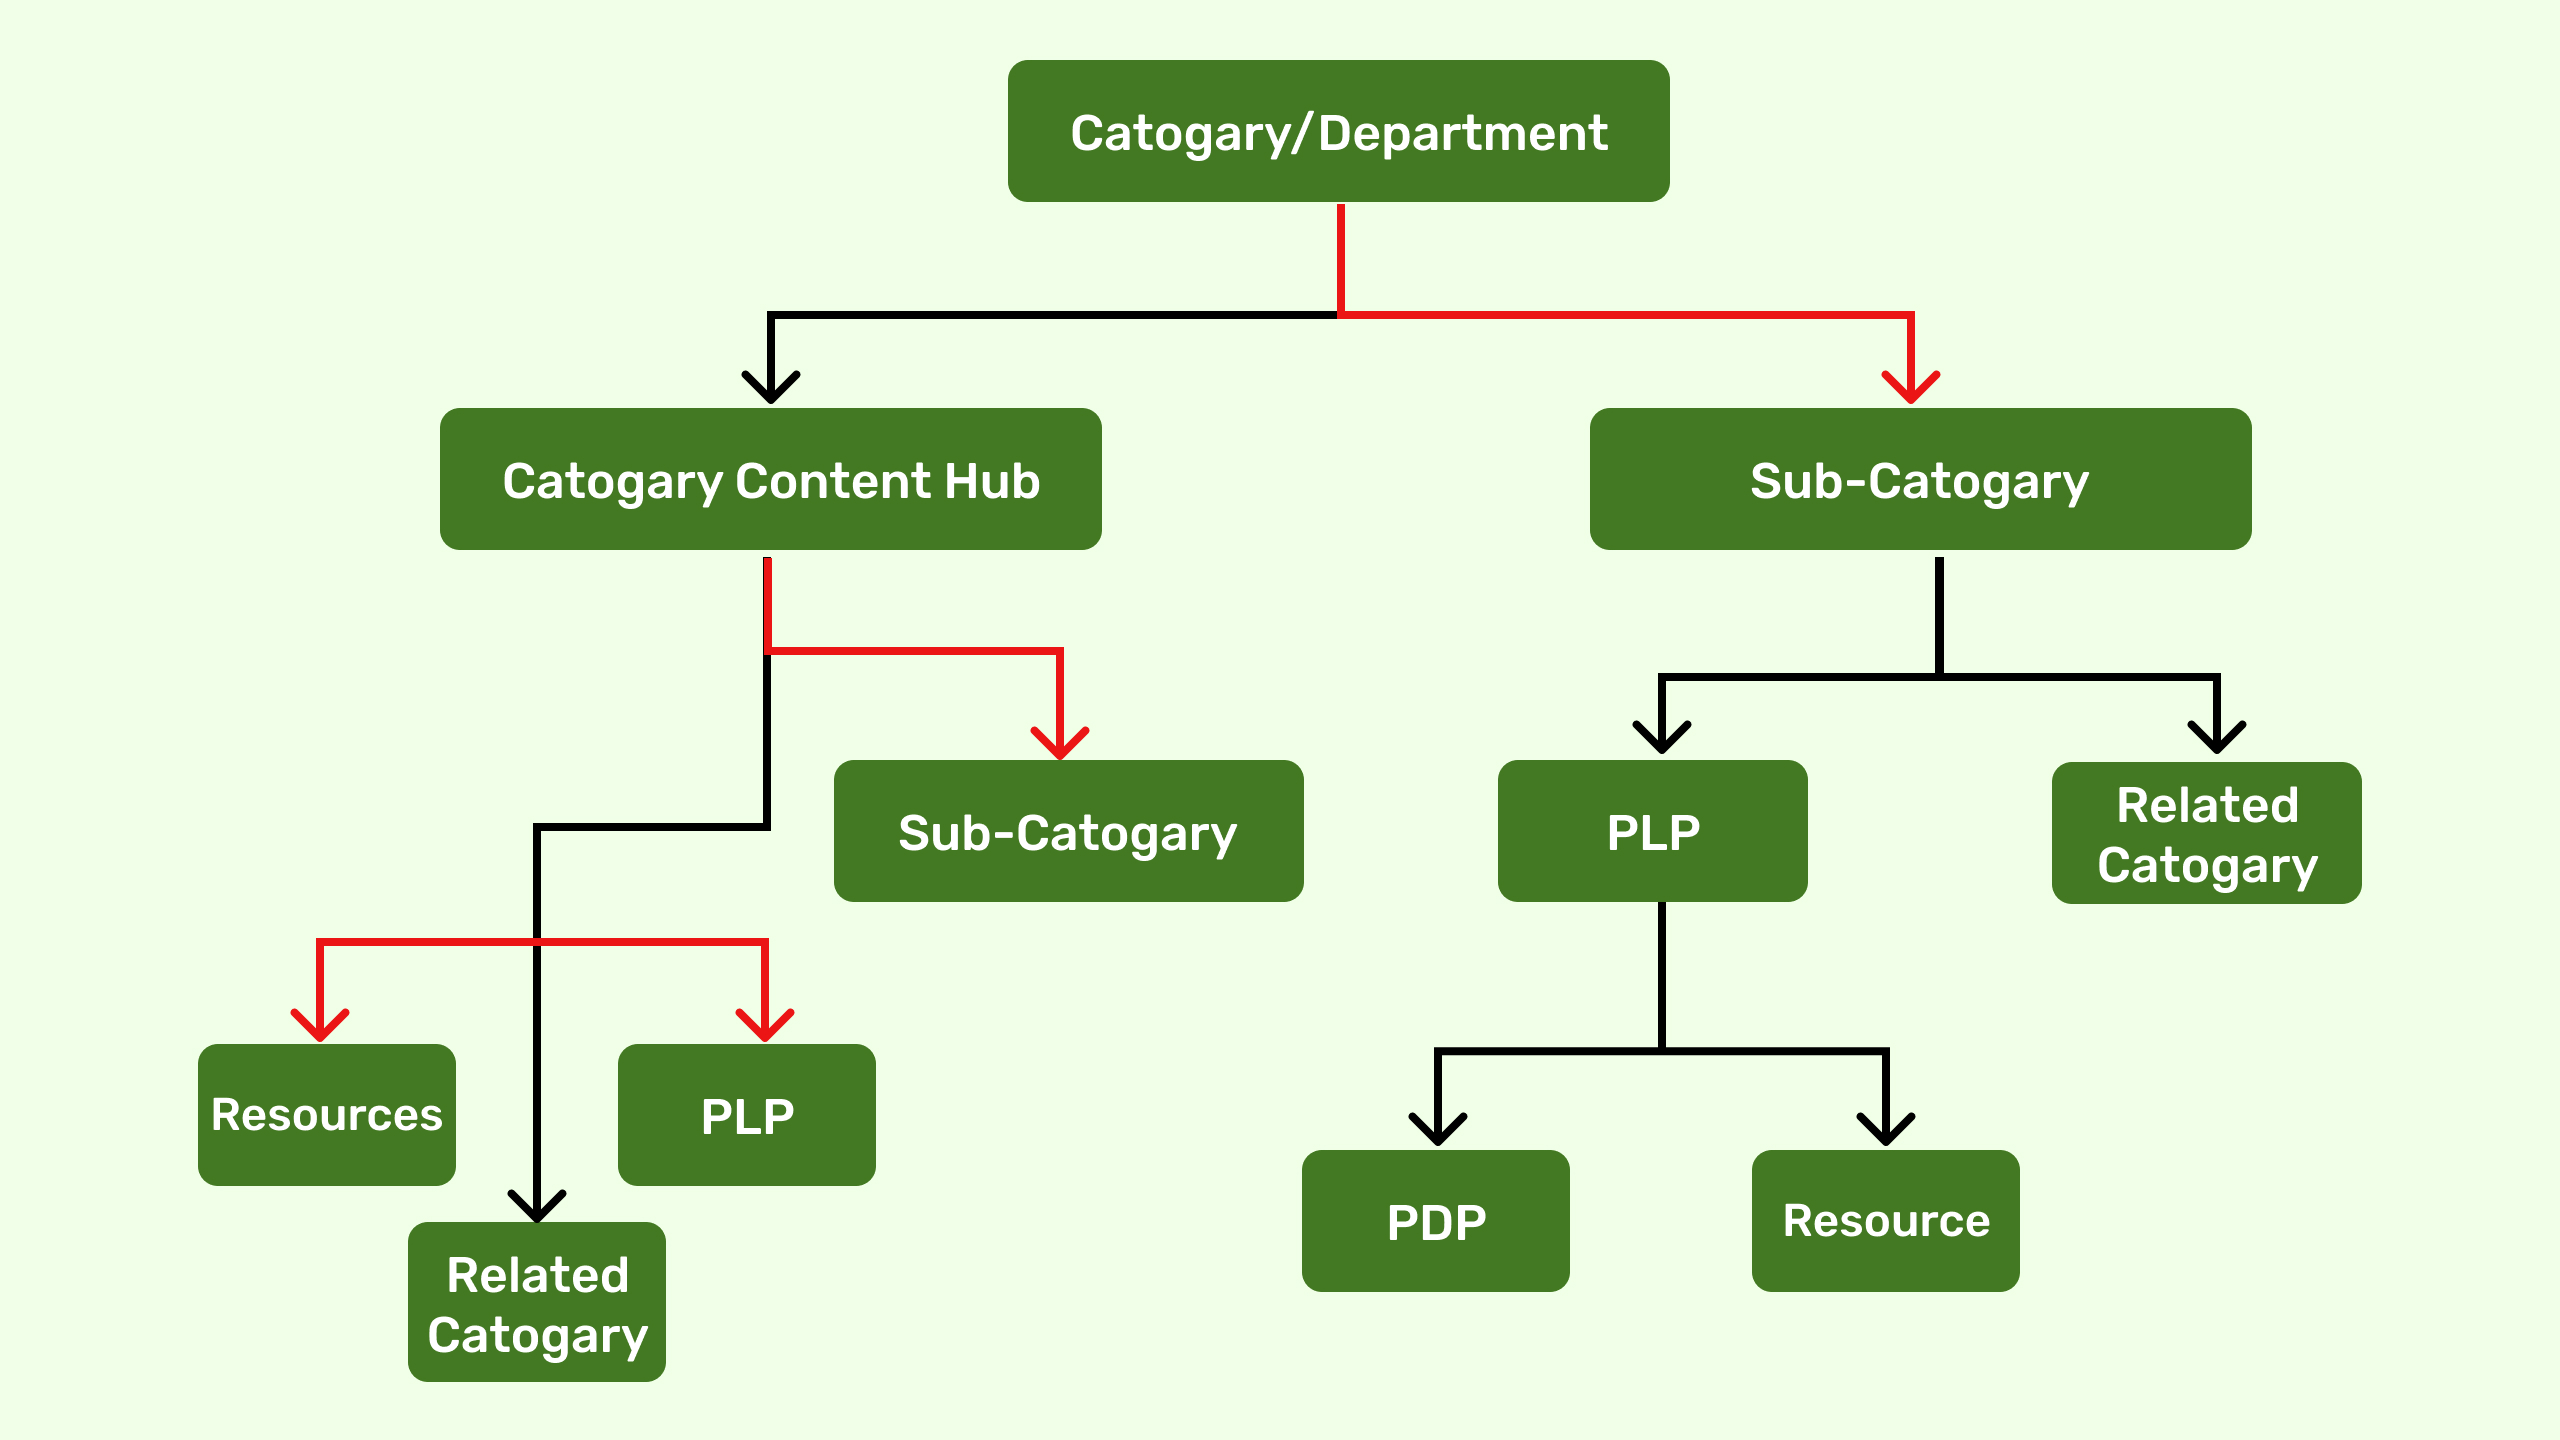 Catogary/Department
Catogary Content Hub
Sub-Catogary
Sub-Catogary
PLP
Related
Catogary
Resources
PLP
Related
Catogary
PDP
Resource